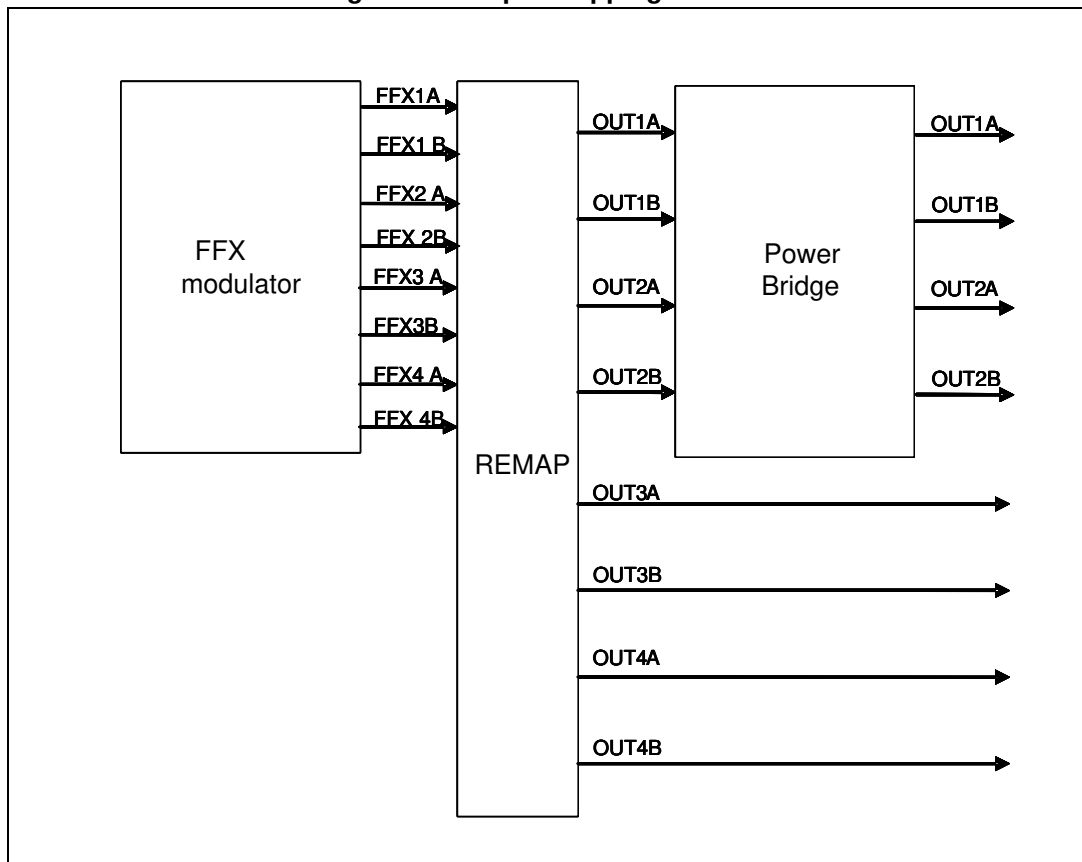 FFX modulator
FFX1A
FFX1 B
FFX2 A
FFX 2B
FFX3 A
FFX3B
FFX4 A
FFX 4B
REMAP
OUT1A
OUT1B
OUT2A
OUT2B
OUT3A
OUT3B
OUT4A
OUT4B
Power
Bridge
OUT1A
OUT1B
OUT2A
OUT2B